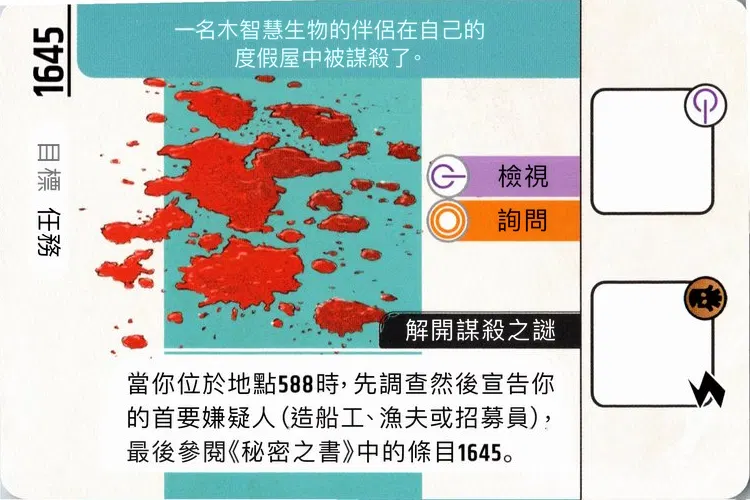 一名木智慧生物的伴侶在自己的
度假屋中被謀殺了。
1645
目標 任務
檢視
詢問
解開謀殺之謎
當你位於地點588時，先調查然後宣告你
的首要嫌疑人（造船工、漁夫或招募員），
最後參閱《秘密之書》中的條目1645。